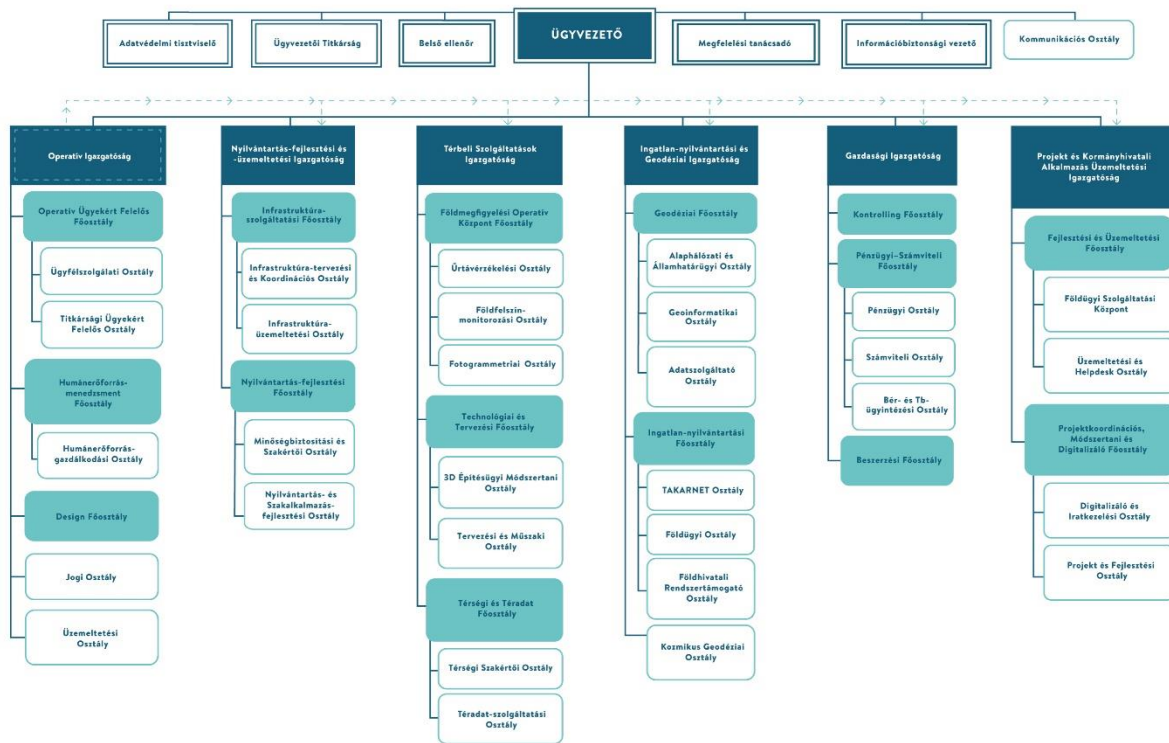 ÜGYVEZETŐ
Adatvédelmi tisztviselő
Ügyvezetői Titkárság
Belső ellenőr
Megfelelési tanácsadó
Információbiztonsági vezető
Kommunikációs Osztály
Operatív Igazgatóság
Operatív Ügyekért Felelős
Főosztály
Ügyfélszolgálati Osztály
Titkársági Ügyekért
Felelős Osztály
Humánerőforrás-
menedzsment
Főosztály
Humánerőforrás-
gazdálkodási Osztály
Design Főosztály
Jogi Osztály
Üzemeltetési
Osztály
Nyilvántartás-fejlesztési és
-üzemeltetési Igazgatóság
Infrastruktúra-
szolgáltatási Főosztály
Infrastruktúra-tervezési
és Koordinációs Osztály
Infrastruktúra-
üzemeltetési Osztály
Nyilvántartás-fejlesztési
Főosztály
Minőségbiztosítási és
Szakértői Osztály
Nyilvántartás- és
Szakalkalmazás-
fejlesztési Osztály
Térbeli Szolgáltatások
Igazgatóság
Földmegfigyelési Operatív
Központ Főosztály
Űrtávérzékelési Osztály
Földfelszín-
monitorozási Osztály
Fotogrammetriai Osztály
Technológiai és
Tervezési Főosztály
3D Építésügyi Módszertani
Osztály
Tervezési és Műszaki
Osztály
Térségi és Téradat
Főosztály
Térségi Szakértői Osztály
Téradat-szolgáltatási
Osztály
Ingatlan-nyilvántartási és
Geodéziai Igazgatóság
Geodéziai Főosztály
Alaphálózati és
Államhatárügyi Osztály
Geoinformatikai
Osztály
Adatszolgáltató Osztály
Ingatlan-nyilvántartási
Főosztály
TAKARNET Osztály
Földügyi Osztály
Földhivatali
Rendszertámogató
Osztály
Kozmikus Geodéziai
Osztály
Gazdasági Igazgatóság
Kontrolling Főosztály
Pénzügyi–Számviteli
Főosztály
Pénzügyi Osztály
Számviteli Osztály
Bér- és Tb-
ügyintézési Osztály
Beszerzési Főosztály
Projekt és Kormányhivatali
Alkalmazás Üzemeltetési
Igazgatóság
Fejlesztési és Üzemeltetési
Főosztály
Földügyi Szolgáltatási
Központ
Üzemeltetési és
Helpdesk Osztály
Projektkoordinációs,
Módszertani és
Digitalizáló Főosztály
Digitalizáló és
Iratkezelési Osztály
Projekt és Fejlesztési
Osztály